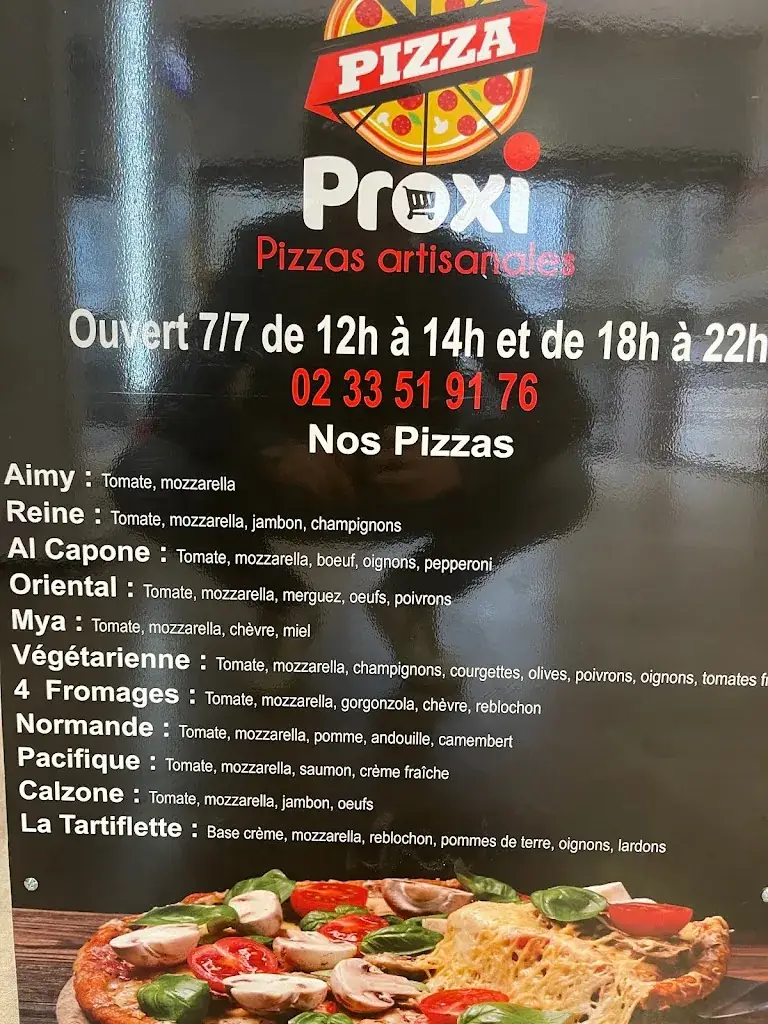 PIZZA
Proxi
Pizzas artisanales
Ouvert 7/7 de 12h à 14h et de 18h à 22h
02 33 51 91 76
Nos Pizzas
Aimy : Tomate, mozzarella
Reine : Tomate, mozzarella, jambon, champignons
Al Capone : Tomate, mozzarella, boeuf, oignons, pepperoni
Oriental : Tomate, mozzarella, merguez, oeufs, poivrons
Mya : Tomate, mozzarella, chèvre, miel
Végétarienne : Tomate, mozzarella, champignons, courgettes, olives, poivrons, oignons, tomates
4 Fromages : Tomate, mozzarella, gorgonzola, chèvre, reblochon
Normande : Tomate, mozzarella, pomme, andouille, camembert
Pacifique : Tomate, mozzarella, saumon, crème fraîche
Calzone : Tomate, mozzarella, jambon, oeufs
La Tartiflette : Base crème, mozzarella, reblochon, pommes de terre, oignons, lardons